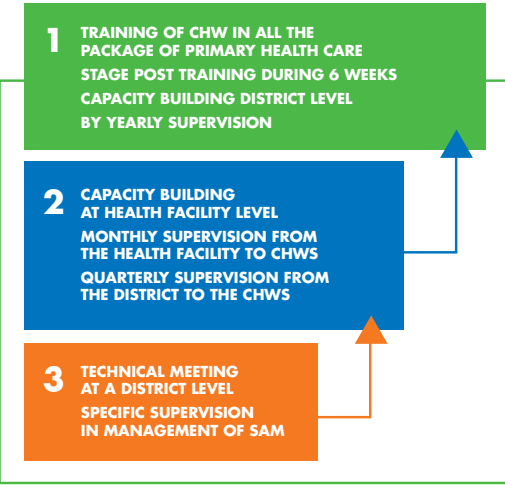 1 TRAINING OF CHW IN ALL THE
PACKAGE OF PRIMARY HEALTH CARE
STAGE POST TRAINING DURING 6 WEEKS
CAPACITY BUILDING DISTRICT LEVEL
BY YEARLY SUPERVISION
2 CAPACITY BUILDING
AT HEALTH FACILITY LEVEL
MONTHLY SUPERVISION FROM
THE HEALTH FACILITY TO CHWS
QUARTERLY SUPERVISION FROM
THE DISTRICT TO THE CHWS
3 TECHNICAL MEETING
AT A DISTRICT LEVEL
SPECIFIC SUPERVISION
IN MANAGEMENT OF SAM